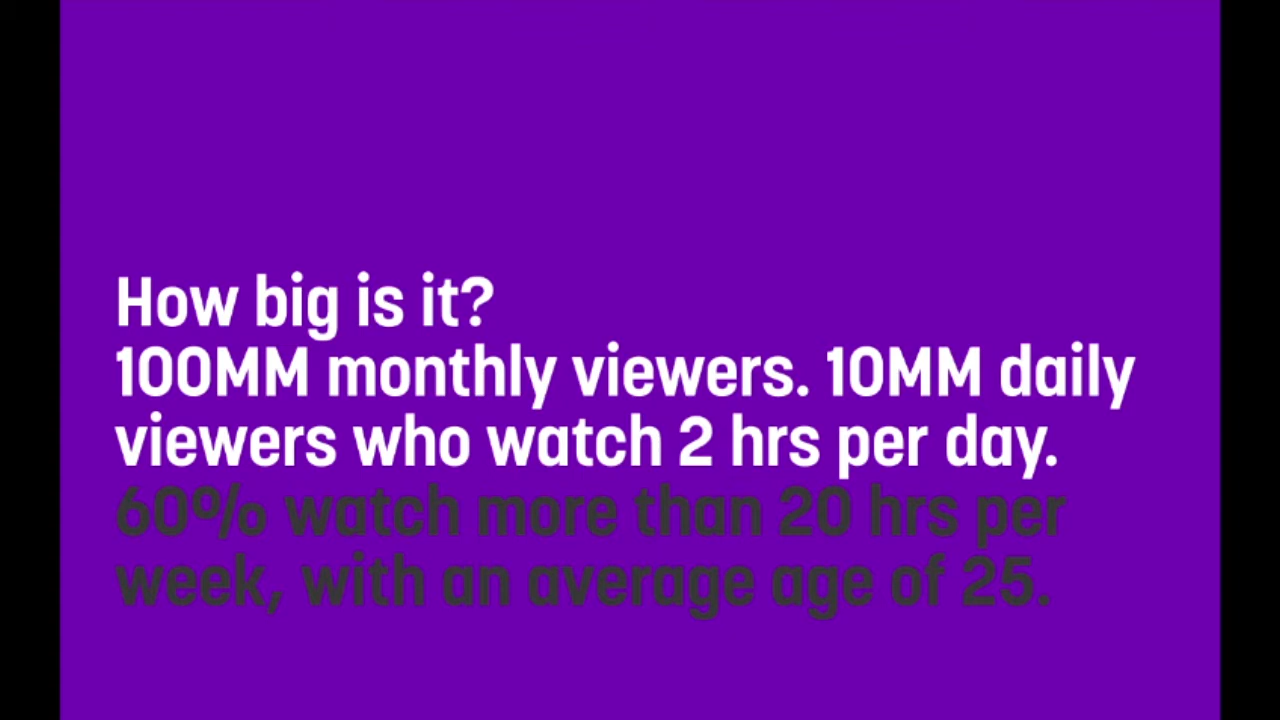 How big is it?
100MM monthly viewers. 10MM daily
viewers who watch 2 hrs per day.
60% watch more than 20 hrs per
week, with an average age of 25.